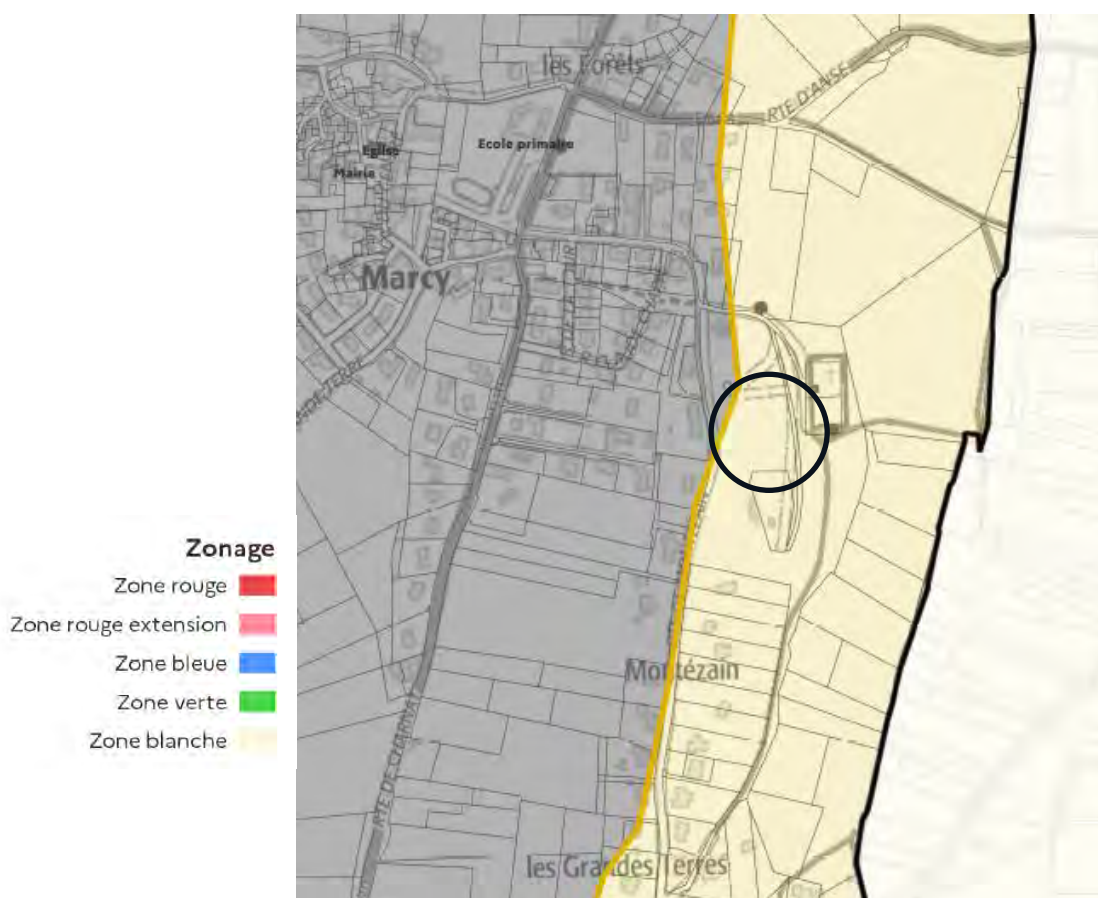 les Forêts
RTE D'ANSE
Ecole primaire
Eglise
Mairie
Marcy
Zonage
Zone rouge
Zone rouge extension
Zone bleue
Zone verte
Zone blanche
Montézain
RTE DE CHARNAY
les Grandes Terres